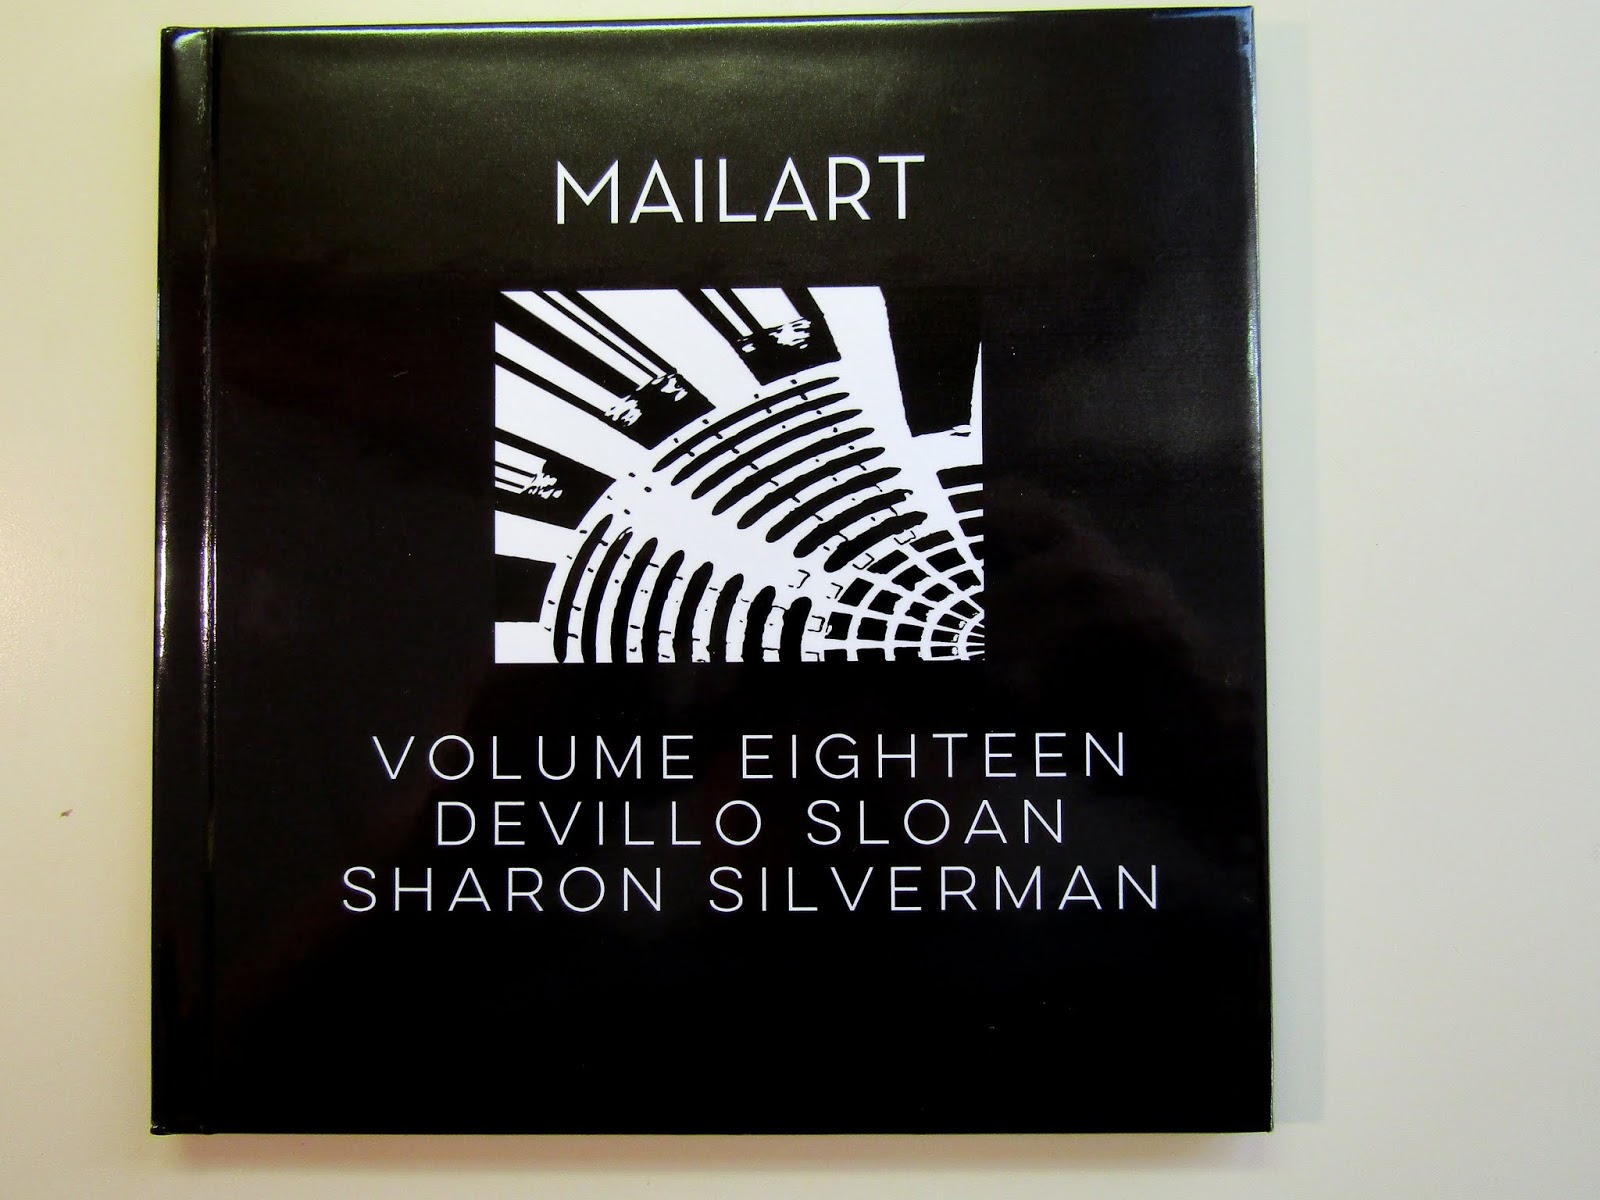 MAILART
VOLUME EIGHTEEN
DEVILLO SLOAN
SHARON SILVERMAN